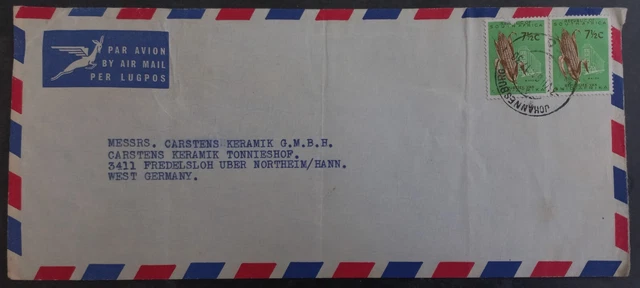 PAR AVION
BY AIR MAIL
PER LUGPOS
7½C
7½C
JOHANNESBURG
MESSRS. CARSTENS KERAMIK G.M.B.H.
CARSTENS KERAMIK TONNIESHOF.
3411 FREDELSLOH UBER NORTHEIM/HANN.
WEST GERMANY.